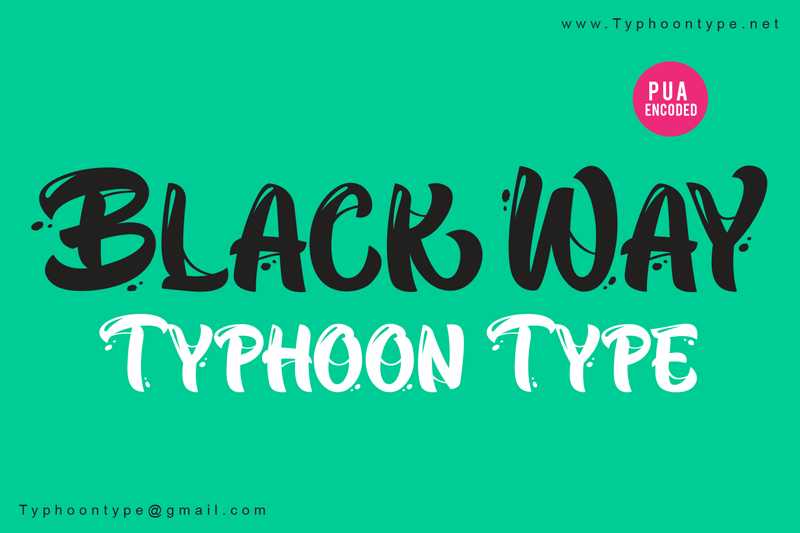 www.Typhoontype.net
PUA
ENCODED
BLACK WAY
TYPHOON TYPE
Typhoontype@gmail.com